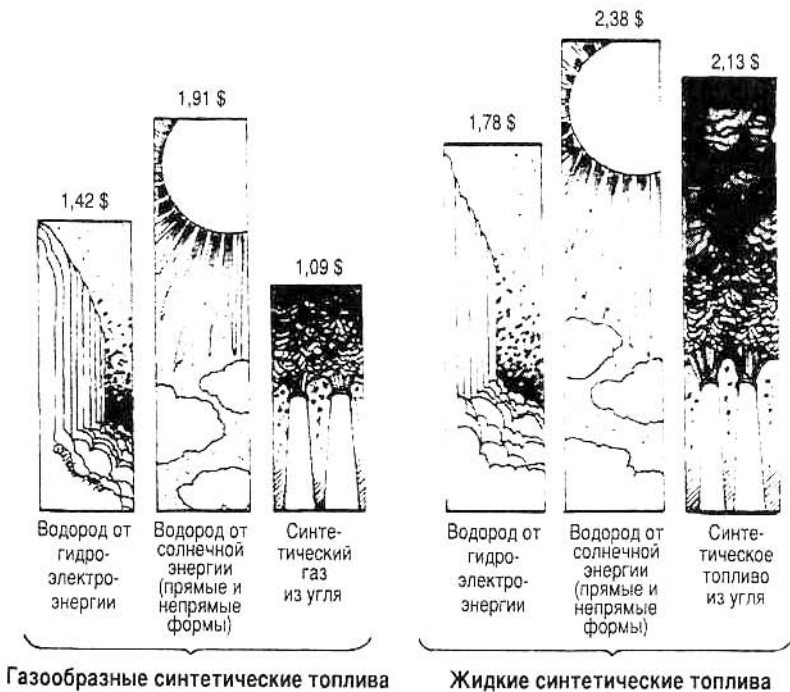 1,42 $
1,91 $
1,09 $
Водород от
гидро-
электро-
энергии
Водород от
солнечной
энергии
(прямые и
непрямые
формы)
Синте-
тический
газ
из угля
Газообразные синтетические топлива
1,78 $
2,38 $
2,13 $
Водород от
гидро-
электро-
энергии
Водород от
солнечной
энергии
(прямые и
непрямые
формы)
Синте-
тическое
топливо
из угля
Жидкие синтетические топлива